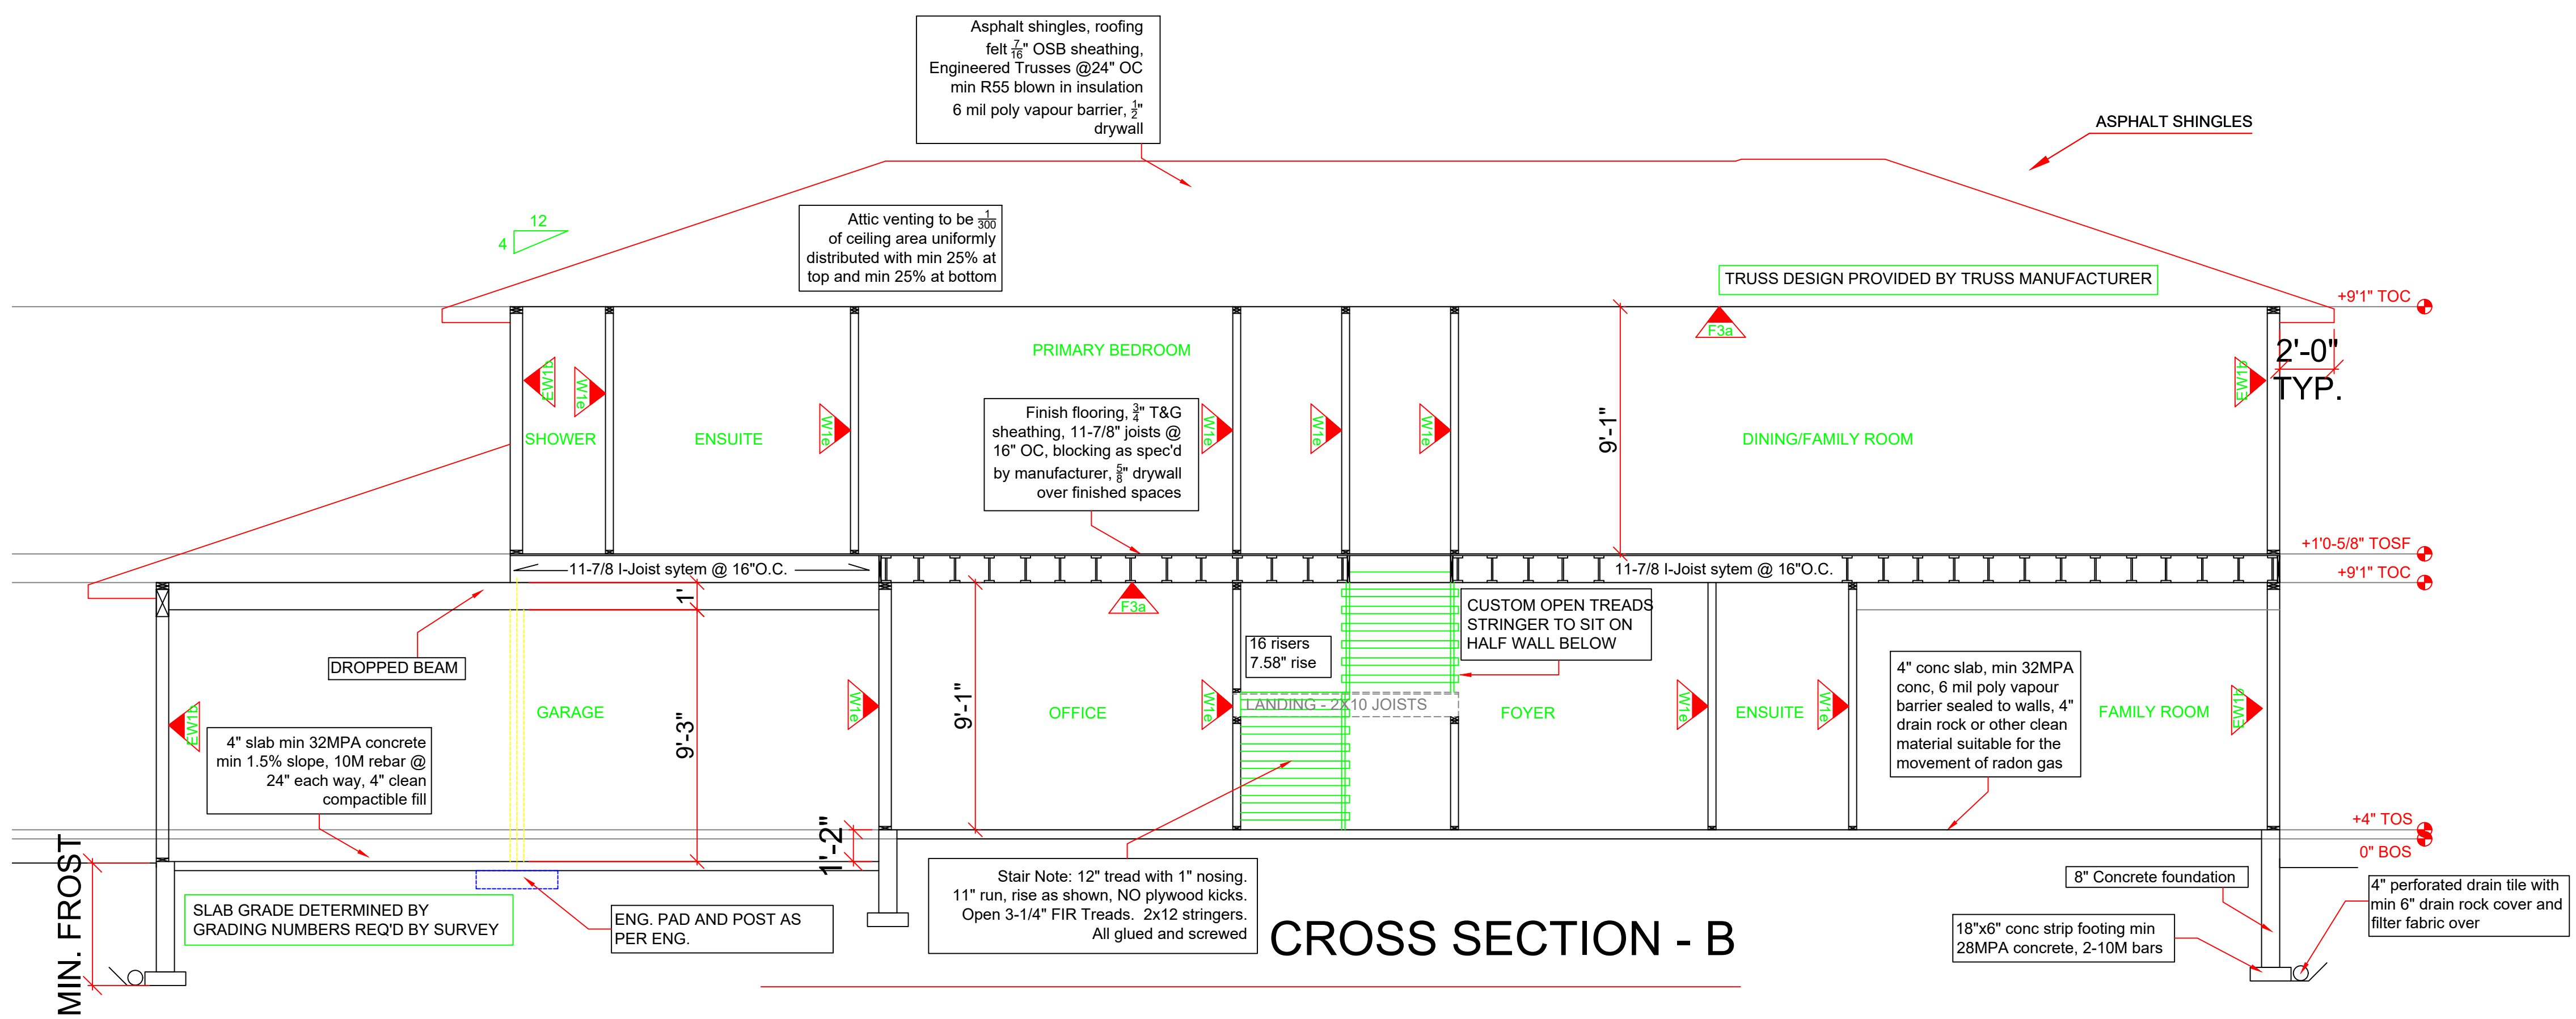 Asphalt shingles, roofing
felt 7/16" OSB sheathing,
Engineered Trusses @24" OC
min R55 blown in insulation
6 mil poly vapour barrier, 1/2"
drywall
ASPHALT SHINGLES
12
4
Attic venting to be 1/300
of ceiling area uniformly
distributed with min 25% at
top and min 25% at bottom
TRUSS DESIGN PROVIDED BY TRUSS MANUFACTURER
+9'1" TOC
F3a
PRIMARY BEDROOM
2'-0"
TYP.
EW1b
W1e
W1e
W1e
W1e
W1e
EW1b
SHOWER
ENSUITE
Finish flooring, 3/4" T&G
sheathing, 11-7/8" joists @
16" OC, blocking as spec'd
by manufacturer, 5/8" drywall
over finished spaces
9'-1"
DINING/FAMILY ROOM
+1'0-5/8" TOSF
11-7/8 I-Joist sytem @ 16"O.C.
11-7/8 I-Joist sytem @ 16"O.C.
+9'1" TOC
1'
F3a
CUSTOM OPEN TREADS
STRINGER TO SIT ON
HALF WALL BELOW
16 risers
7.58" rise
DROPPED BEAM
4" conc slab, min 32MPA
conc, 6 mil poly vapour
barrier sealed to walls, 4"
drain rock or other clean
material suitable for the
movement of radon gas
EW1b
GARAGE
9'-3"
W1e
9'-1"
OFFICE
W1e
LANDING - 2X10 JOISTS
FOYER
W1e
ENSUITE
W1e
FAMILY ROOM
EW1b
4" slab min 32MPA concrete
min 1.5% slope, 10M rebar @
24" each way, 4" clean
compactible fill
+4" TOS
0" BOS
1'-2"
MIN. FROST
Stair Note: 12" tread with 1" nosing.
11" run, rise as shown, NO plywood kicks.
Open 3-1/4" FIR Treads. 2x12 stringers.
All glued and screwed
8" Concrete foundation
4" perforated drain tile with
min 6" drain rock cover and
filter fabric over
SLAB GRADE DETERMINED BY
GRADING NUMBERS REQ'D BY SURVEY
ENG. PAD AND POST AS
PER ENG.
18"x6" conc strip footing min
28MPA concrete, 2-10M bars
CROSS SECTION - B